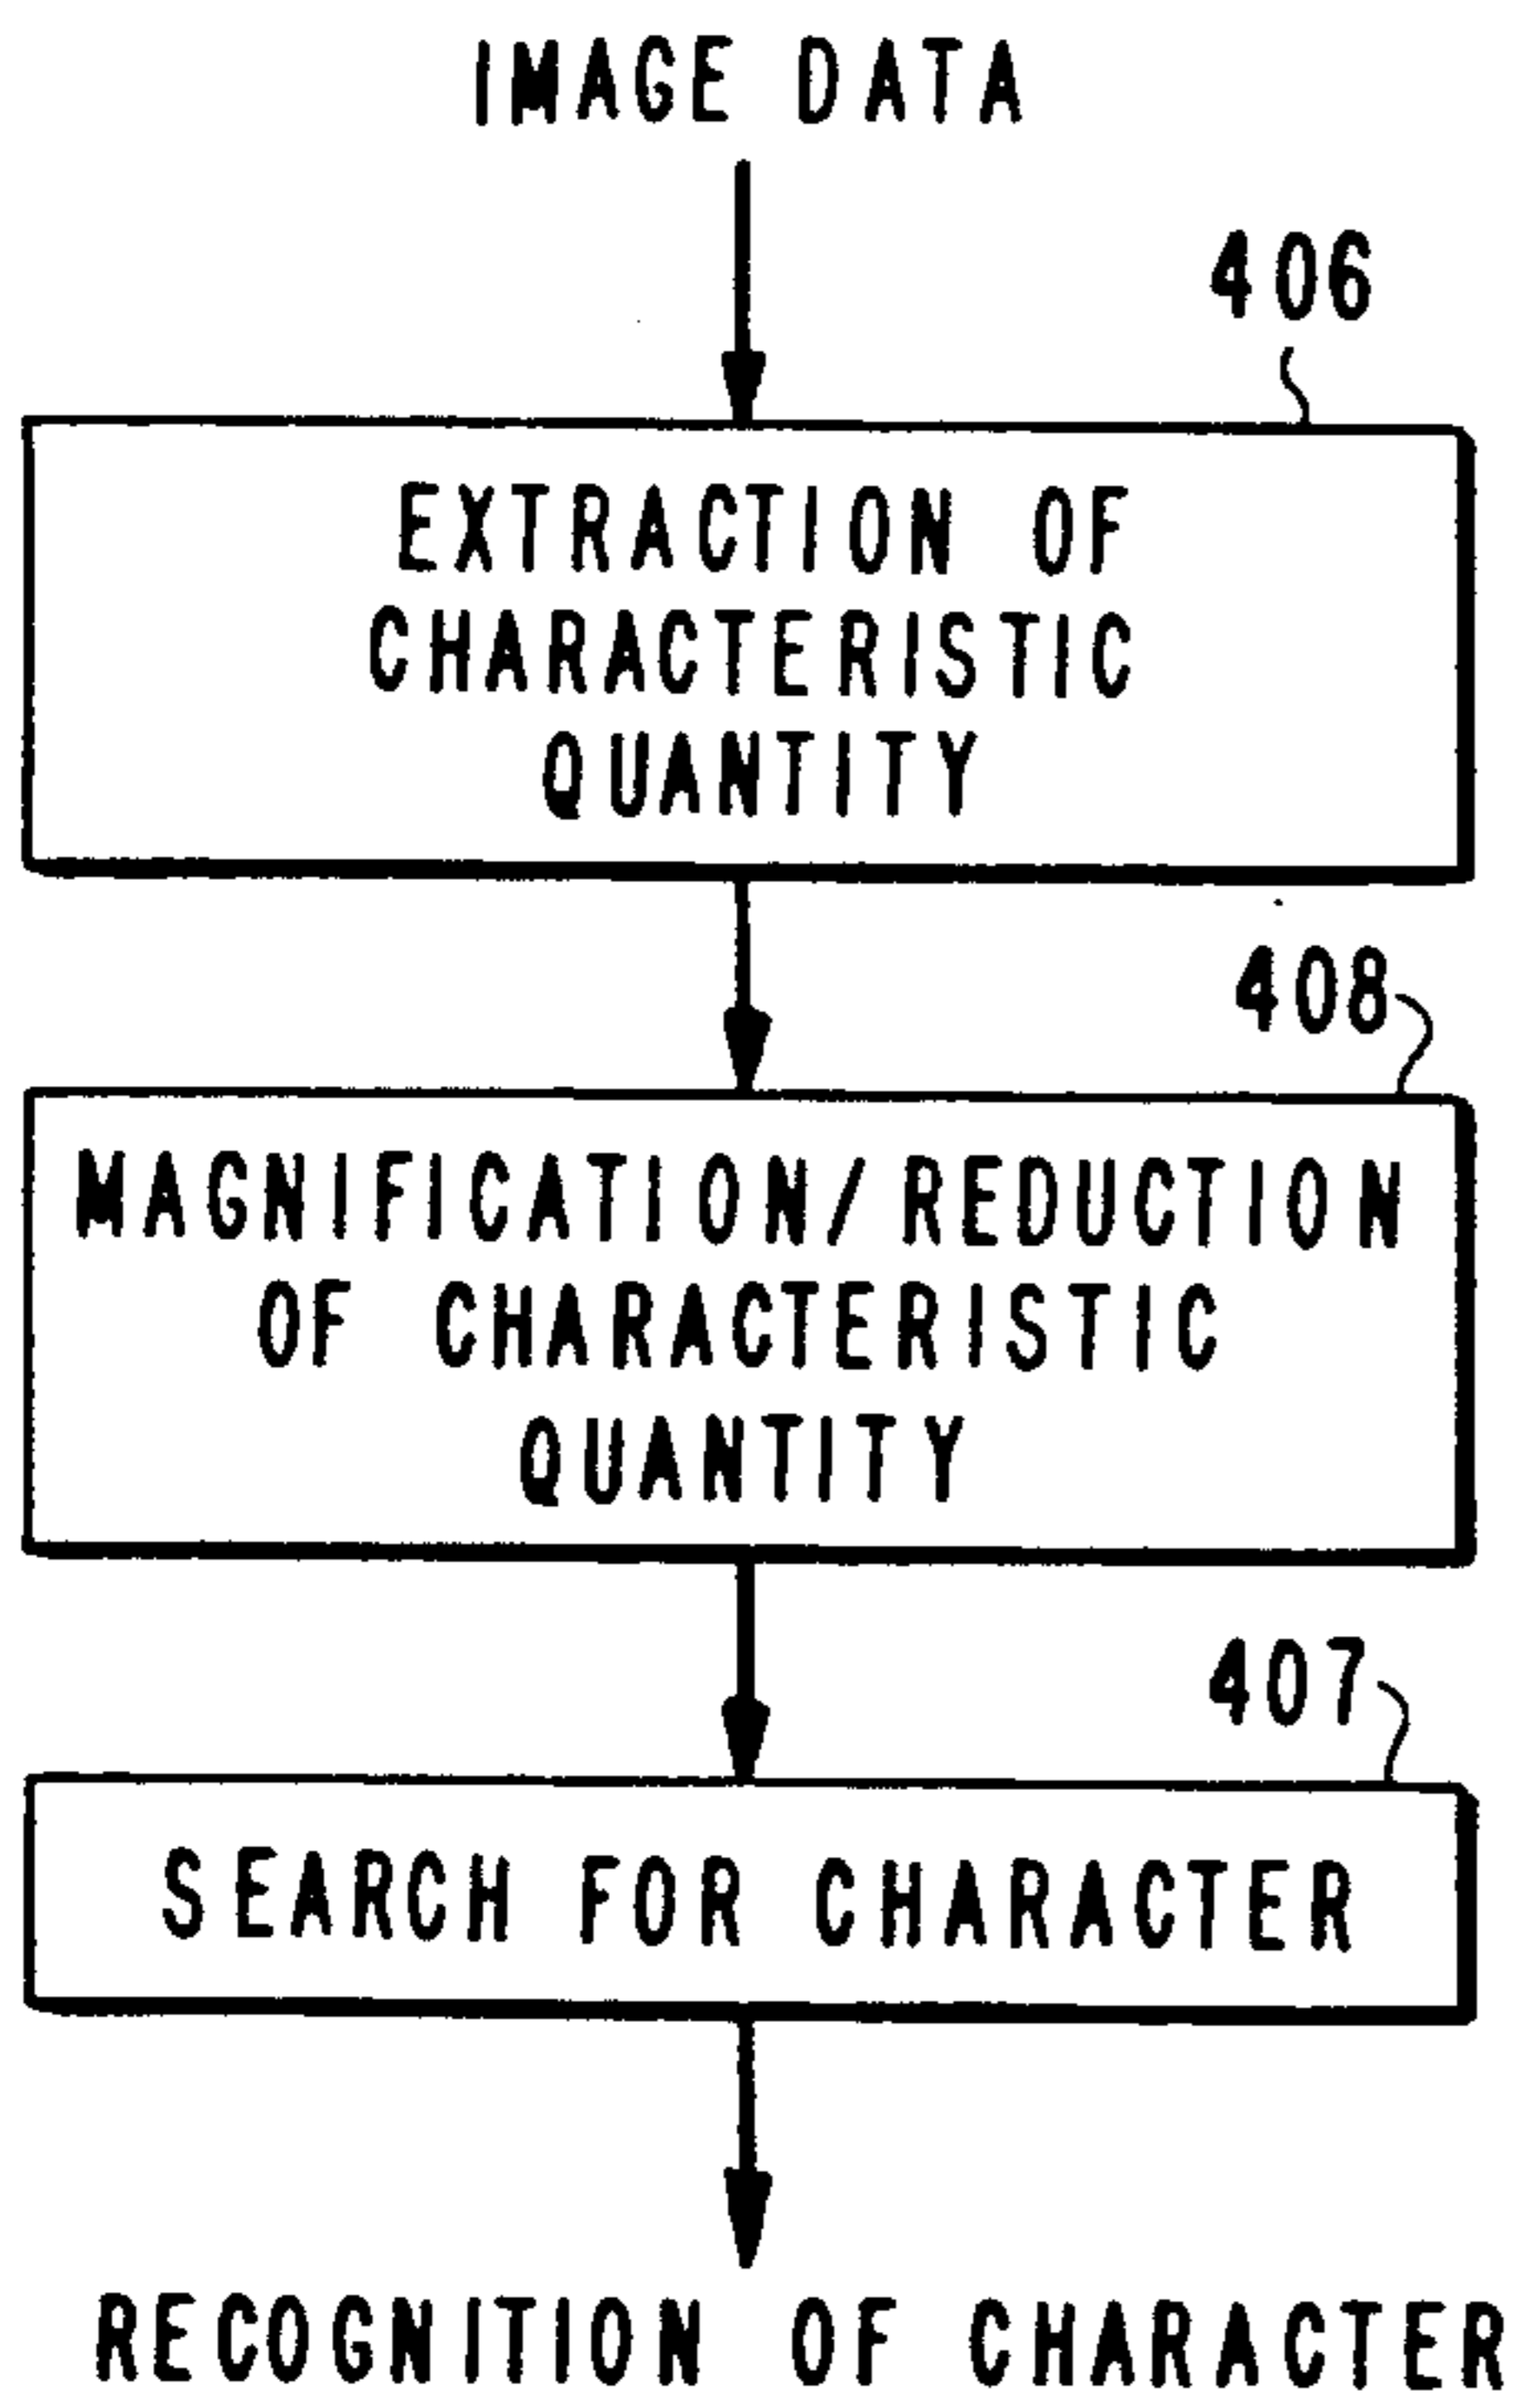 IMAGE DATA
406
EXTRACTION OF
CHARACTERISTIC
QUANTITY
408
MAGNIFICATION/REDUCTION
OF CHARACTERISTIC
QUANTITY
407
SEARCH FOR CHARACTER
RECOGNITION OF CHARACTER